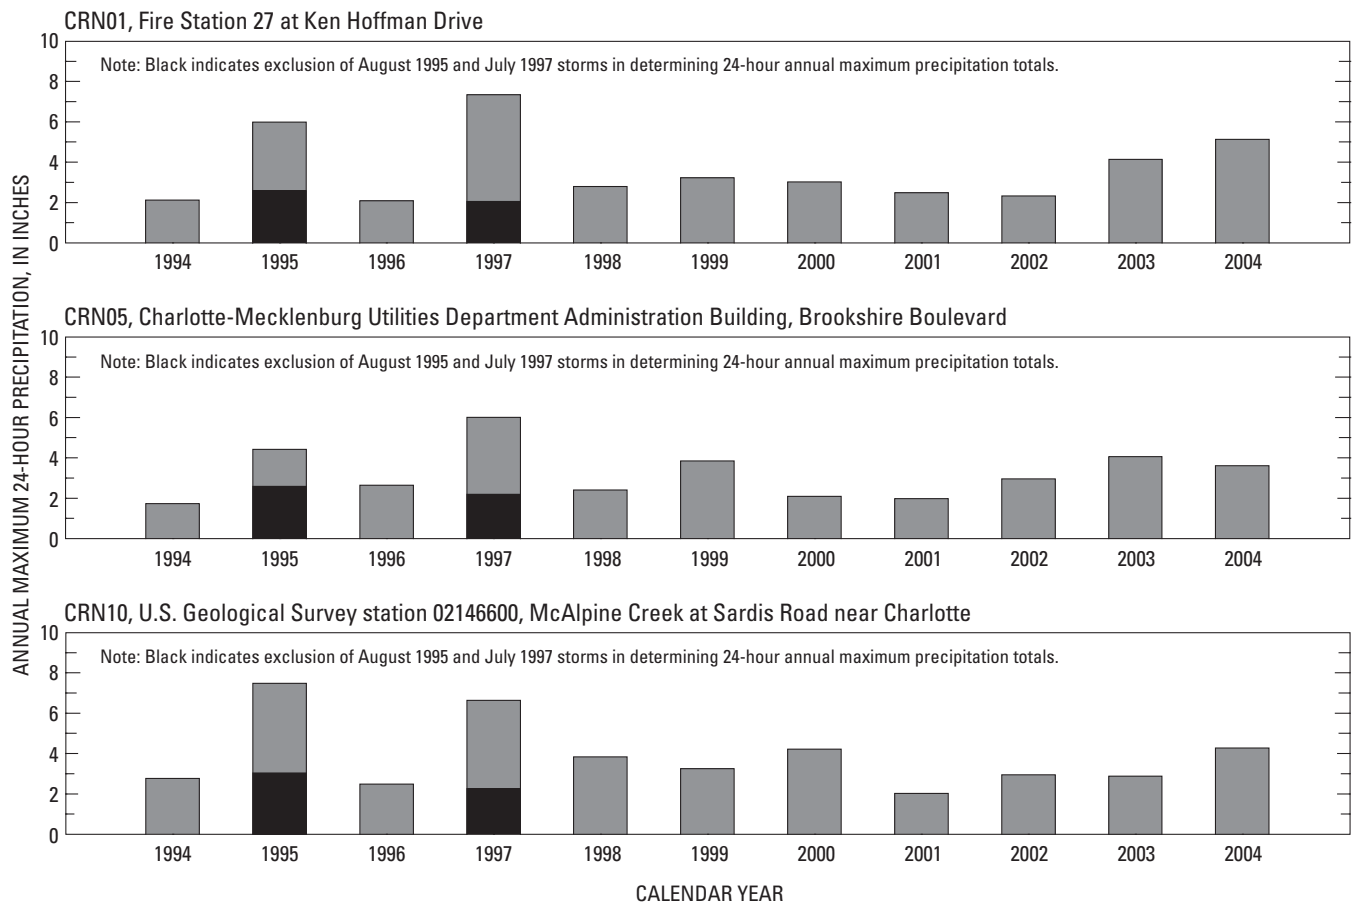 CRN01, Fire Station 27 at Ken Hoffman Drive
10
Note: Black indicates exclusion of August 1995 and July 1997 storms in determining 24-hour annual maximum precipitation totals.
8
6
4
2
0
1994 1995 1996 1997 1998 1999 2000 2001 2002 2003 2004
CRN05, Charlotte-Mecklenburg Utilities Department Administration Building, Brookshire Boulevard
10
Note: Black indicates exclusion of August 1995 and July 1997 storms in determining 24-hour annual maximum precipitation totals.
8
6
4
2
0
1994 1995 1996 1997 1998 1999 2000 2001 2002 2003 2004
CRN10, U.S. Geological Survey station 02146600, McAlpine Creek at Sardis Road near Charlotte
10
Note: Black indicates exclusion of August 1995 and July 1997 storms in determining 24-hour annual maximum precipitation totals.
8
6
4
2
0
1994 1995 1996 1997 1998 1999 2000 2001 2002 2003 2004
ANNUAL MAXIMUM 24-HOUR PRECIPITATION, IN INCHES
CALENDAR YEAR